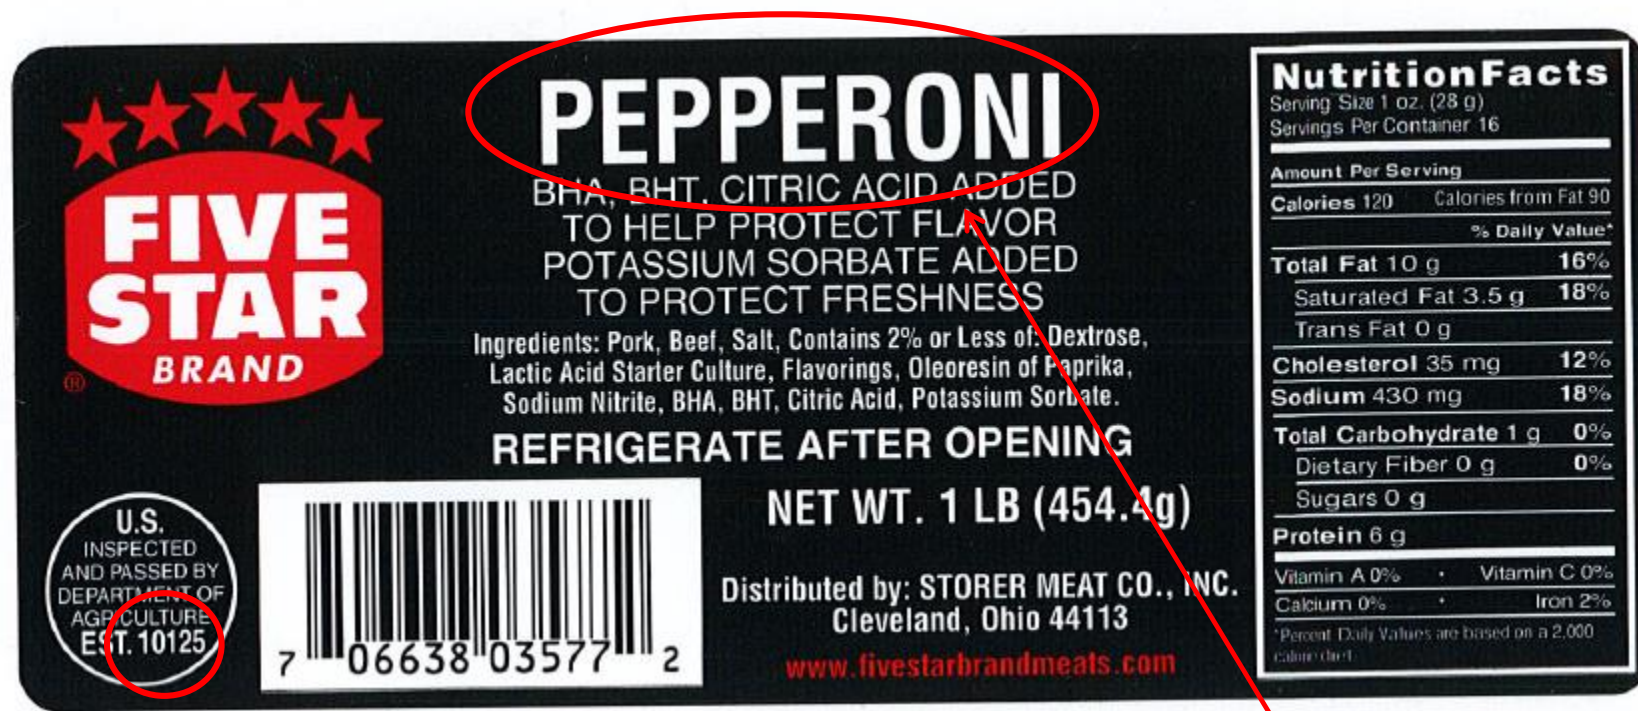 FIVE
STAR
BRAND
®
PEPPERONI
BHA, BHT, CITRIC ACID ADDED
TO HELP PROTECT FLAVOR
POTASSIUM SORBATE ADDED
TO PROTECT FRESHNESS
Ingredients: Pork, Beef, Salt, Contains 2% or Less of: Dextrose,
Lactic Acid Starter Culture, Flavorings, Oleoresin of Paprika,
Sodium Nitrite, BHA, BHT, Citric Acid, Potassium Sorbate.
REFRIGERATE AFTER OPENING
U.S.
INSPECTED
AND PASSED BY
DEPARTMENT OF
AGRICULTURE
EST. 10125
7 06638 03577 2
NET WT. 1 LB (454.4g)
Distributed by: STORER MEAT CO., INC.
Cleveland, Ohio 44113
www.fivestarbrandmeats.com
Nutrition Facts
Serving Size 1 oz. (28 g)
Servings Per Container 16
Amount Per Serving
Calories 120 Calories from Fat 90
% Daily Value*
Total Fat 10 g 16%
Saturated Fat 3.5 g 18%
Trans Fat 0 g
Cholesterol 35 mg 12%
Sodium 430 mg 18%
Total Carbohydrate 1 g 0%
Dietary Fiber 0 g 0%
Sugars 0 g
Protein 6 g
Vitamin A 0% • Vitamin C 0%
Calcium 0% • Iron 2%
*Percent Daily Values are based on a 2,000
calorie diet.